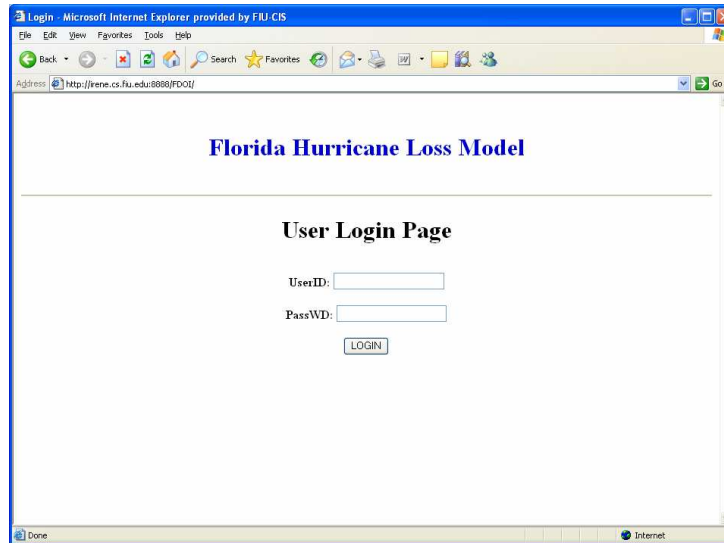 Login - Microsoft Internet Explorer provided by FIU-CIS
File Edit View Favorites Tools Help
Back Search Favorites
Address http://irene.cs.fiu.edu:8888/FDOI/ Go
Florida Hurricane Loss Model
User Login Page
UserID:
PassWD:
LOGIN
Done Internet